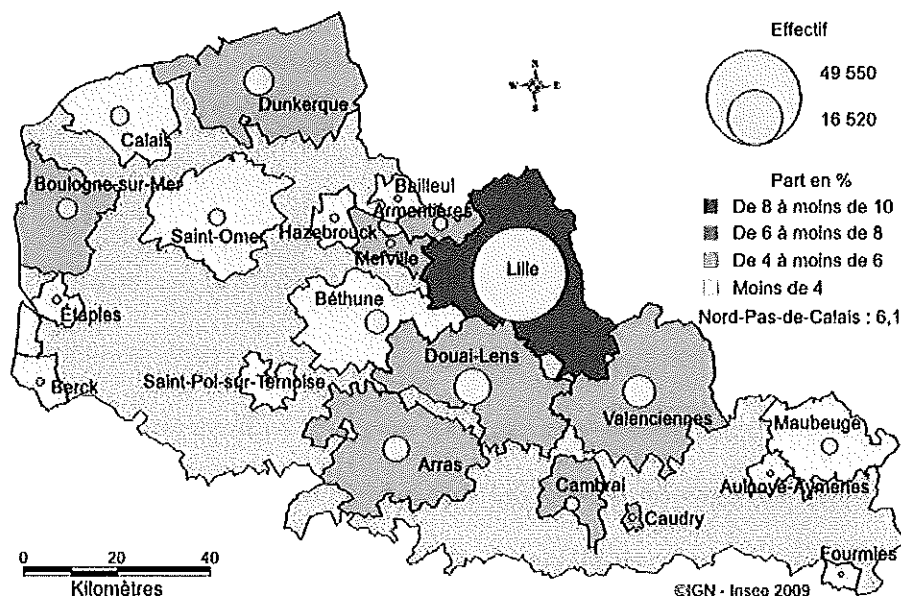 Effectif
49 550
16 520
N
W E
S
Dunkerque
Calais
Boulogne-sur-Mer
Bailleul
Armentières
Saint-Omer
Hazebrouck
Merville
Lille
Part en %
De 8 à moins de 10
De 6 à moins de 8
De 4 à moins de 6
Moins de 4
Nord-Pas-de-Calais : 6,1
Étaples
Béthune
Douai-Lens
Berck
Saint-Pol-sur-Ternoise
Valenciennes
Maubeuge
Arras
Cambrai
Aulnoye-Aymeries
Caudry
Fourmies
0 20 40
Kilomètres
©IGN - Insee 2009